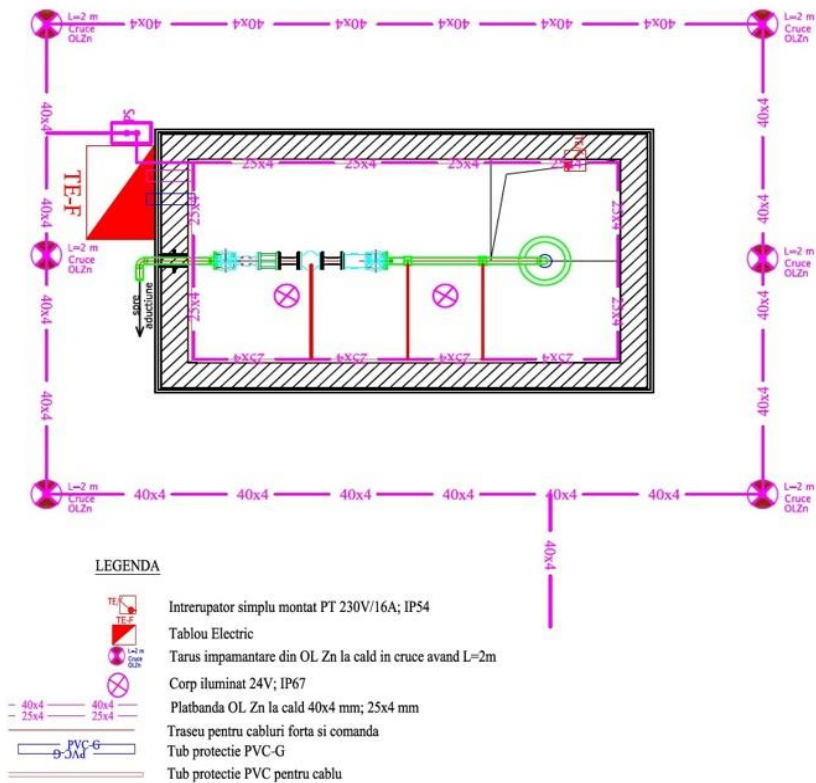 L=2 m
Cruce
OLZn
40x4 40x4 40x4 40x4 40x4 40x4
L=2 m
Cruce
OLZn
40x4
40x4
PS
TE-F
25x4 25x4 25x4 25x4
25x4
25x4
40x4
40x4
L=2 m
Cruce
OLZn
L=2 m
Cruce
OLZn
spre
aductiune
25x4
25x4
25x4 25x4 25x4 25x4
40x4
40x4
40x4
40x4
L=2 m
Cruce
OLZn
40x4 40x4 40x4 40x4 40x4 40x4
L=2 m
Cruce
OLZn
40x4
LEGENDA
Intrerupator simplu montat PT 230V/16A; IP54
TE-F
Tablou Electric
L=2 m
Cruce
OLZn
Tarus impamantare din OL Zn la cald in cruce avand L=2m
Corp iluminat 24V; IP67
40x4 40x4
25x4 25x4
Platbanda OL Zn la cald 40x4 mm; 25x4 mm
Traseu pentru cabluri forta si comanda
PVC-G
PVC-G
Tub protectie PVC-G
Tub protectie PVC pentru cablu